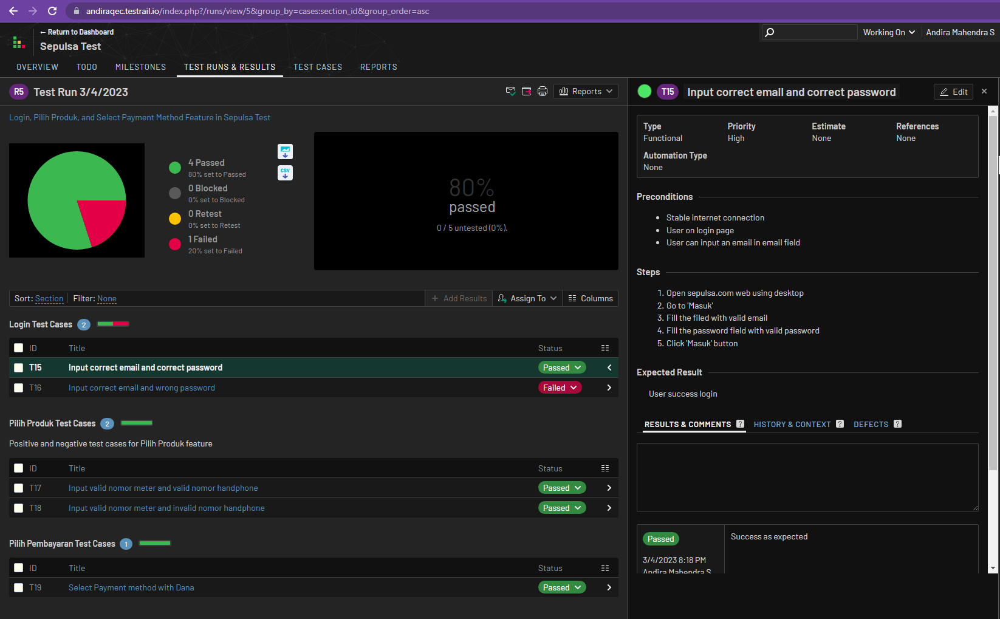 andiraqec.testrail.io/index.php?/runs/view/5&group_by=cases:section_id&group_order=asc
← Return to Dashboard
Sepulsa Test
Working On
Andira Mahendra S
OVERVIEW TODO MILESTONES TEST RUNS & RESULTS TEST CASES REPORTS
R5 Test Run 3/4/2023
Reports
Login, Pilih Produk, and Select Payment Method Feature in Sepulsa Test
4 Passed
80% set to Passed
0 Blocked
0% set to Blocked
0 Retest
0% set to Retest
1 Failed
20% set to Failed
CSV
80%
passed
0 / 5 untested (0%).
Sort: Section Filter: None
+ Add Results Assign To Columns
Login Test Cases 2
ID Title Status
T15 Input correct email and correct password Passed
T16 Input correct email and wrong password Failed
Pilih Produk Test Cases 2
Positive and negative test cases for Pilih Produk feature
ID Title Status
T17 Input valid nomor meter and valid nomor handphone Passed
T18 Input valid nomor meter and invalid nomor handphone Passed
Pilih Pembayaran Test Cases 1
ID Title Status
T19 Select Payment method with Dana Passed
T15 Input correct email and correct password
Edit ×
Type Priority Estimate References
Functional High None None
Automation Type
None
Preconditions
• Stable internet connection
• User on login page
• User can input an email in email field
Steps
1. Open sepulsa.com web using desktop
2. Go to 'Masuk'
3. Fill the filed with valid email
4. Fill the password field with valid password
5. Click 'Masuk' button
Expected Result
User success login
RESULTS & COMMENTS ? HISTORY & CONTEXT ? DEFECTS ?
Passed
Success as expected
3/4/2023 8:18 PM
Andira Mahendra S